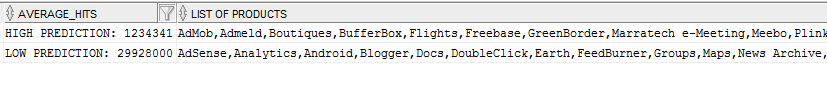 AVERAGE_HITS LIST OF PRODUCTS
HIGH PREDICTION: 1234341 AdMob,Admeld,Boutiques,BufferBox,Flights,Freebase,GreenBorder,Marratech e-Meeting,Meebo,Plink
LOW PREDICTION: 29928000 AdSense,Analytics,Android,Blogger,Docs,DoubleClick,Earth,FeedBurner,Groups,Maps,News Archive,